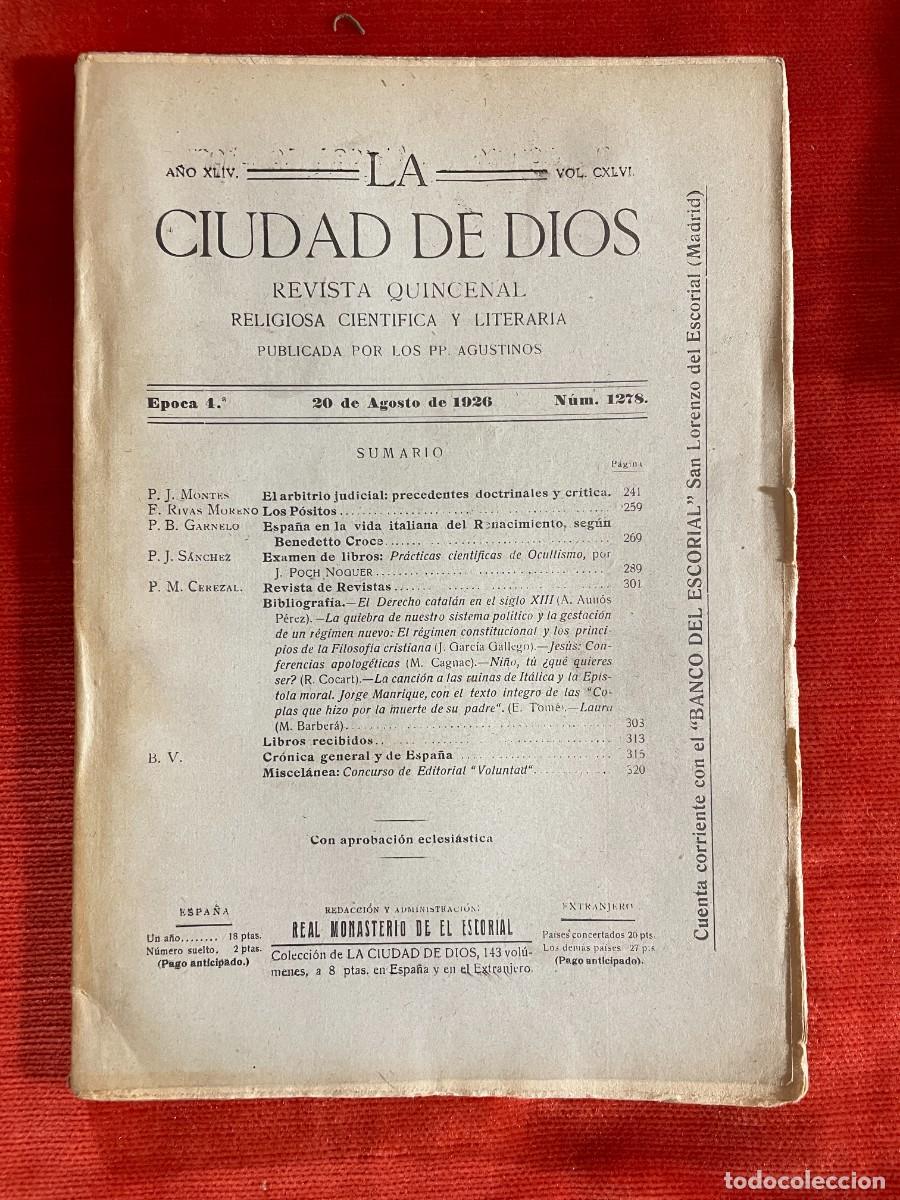 AÑO XLIV. LA VOL. CXLVI.
CIUDAD DE DIOS
REVISTA QUINCENAL
RELIGIOSA CIENTIFICA Y LITERARIA
PUBLICADA POR LOS PP. AGUSTINOS
Epoca 4.ª 20 de Agosto de 1926 Núm. 1278.
SUMARIO
Página
P. J. MONTES El arbitrio judicial: precedentes doctrinales y crítica. 241
F. RIVAS MORENO Los Pósitos 259
P. B. GARNELO España en la vida italiana del Renacimiento, según
Benedetto Croce 269
P. J. SÁNCHEZ Examen de libros: Prácticas científicas de Ocultismo, por
J. POCH NOGUER 289
P. M. CEREZAL. Revista de Revistas 301
Bibliografía.—El Derecho catalán en el siglo XIII (A. Aunós
Pérez).—La quiebra de nuestro sistema político y la gestación
de un régimen nuevo: El régimen constitucional y los princi-
pios de la Filosofía cristiana (J. García Gallego).—Jesús: Con-
ferencias apologéticas (M. Cagnac).—Niño, tú ¿qué quieres
ser? (R. Cocart).—La canción a las ruinas de Itálica y la Epís-
tola moral. Jorge Manrique, con el texto íntegro de las "Co-
plas que hizo por la muerte de su padre". (E. Tomé).—Laura
(M. Barberá) 303
Libros recibidos 313
B. V. Crónica general y de España 315
Miscelánea: Concurso de Editorial "Voluntad" 320
Con aprobación eclesiástica
ESPAÑA
Un año........ 18 ptas.
Número suelto. 2 ptas.
(Pago anticipado.)
REDACCIÓN Y ADMINISTRACIÓN:
REAL MONASTERIO DE EL ESCORIAL
Colección de LA CIUDAD DE DIOS, 143 volú-
menes, a 8 ptas. en España y en el Extranjero.
EXTRANJERO
Países concertados 20 pts.
Los demás países. 27 pts.
(Pago anticipado).
Cuenta corriente con el "BANCO DEL ESCORIAL" San Lorenzo del Escorial (Madrid)
todocoleccion